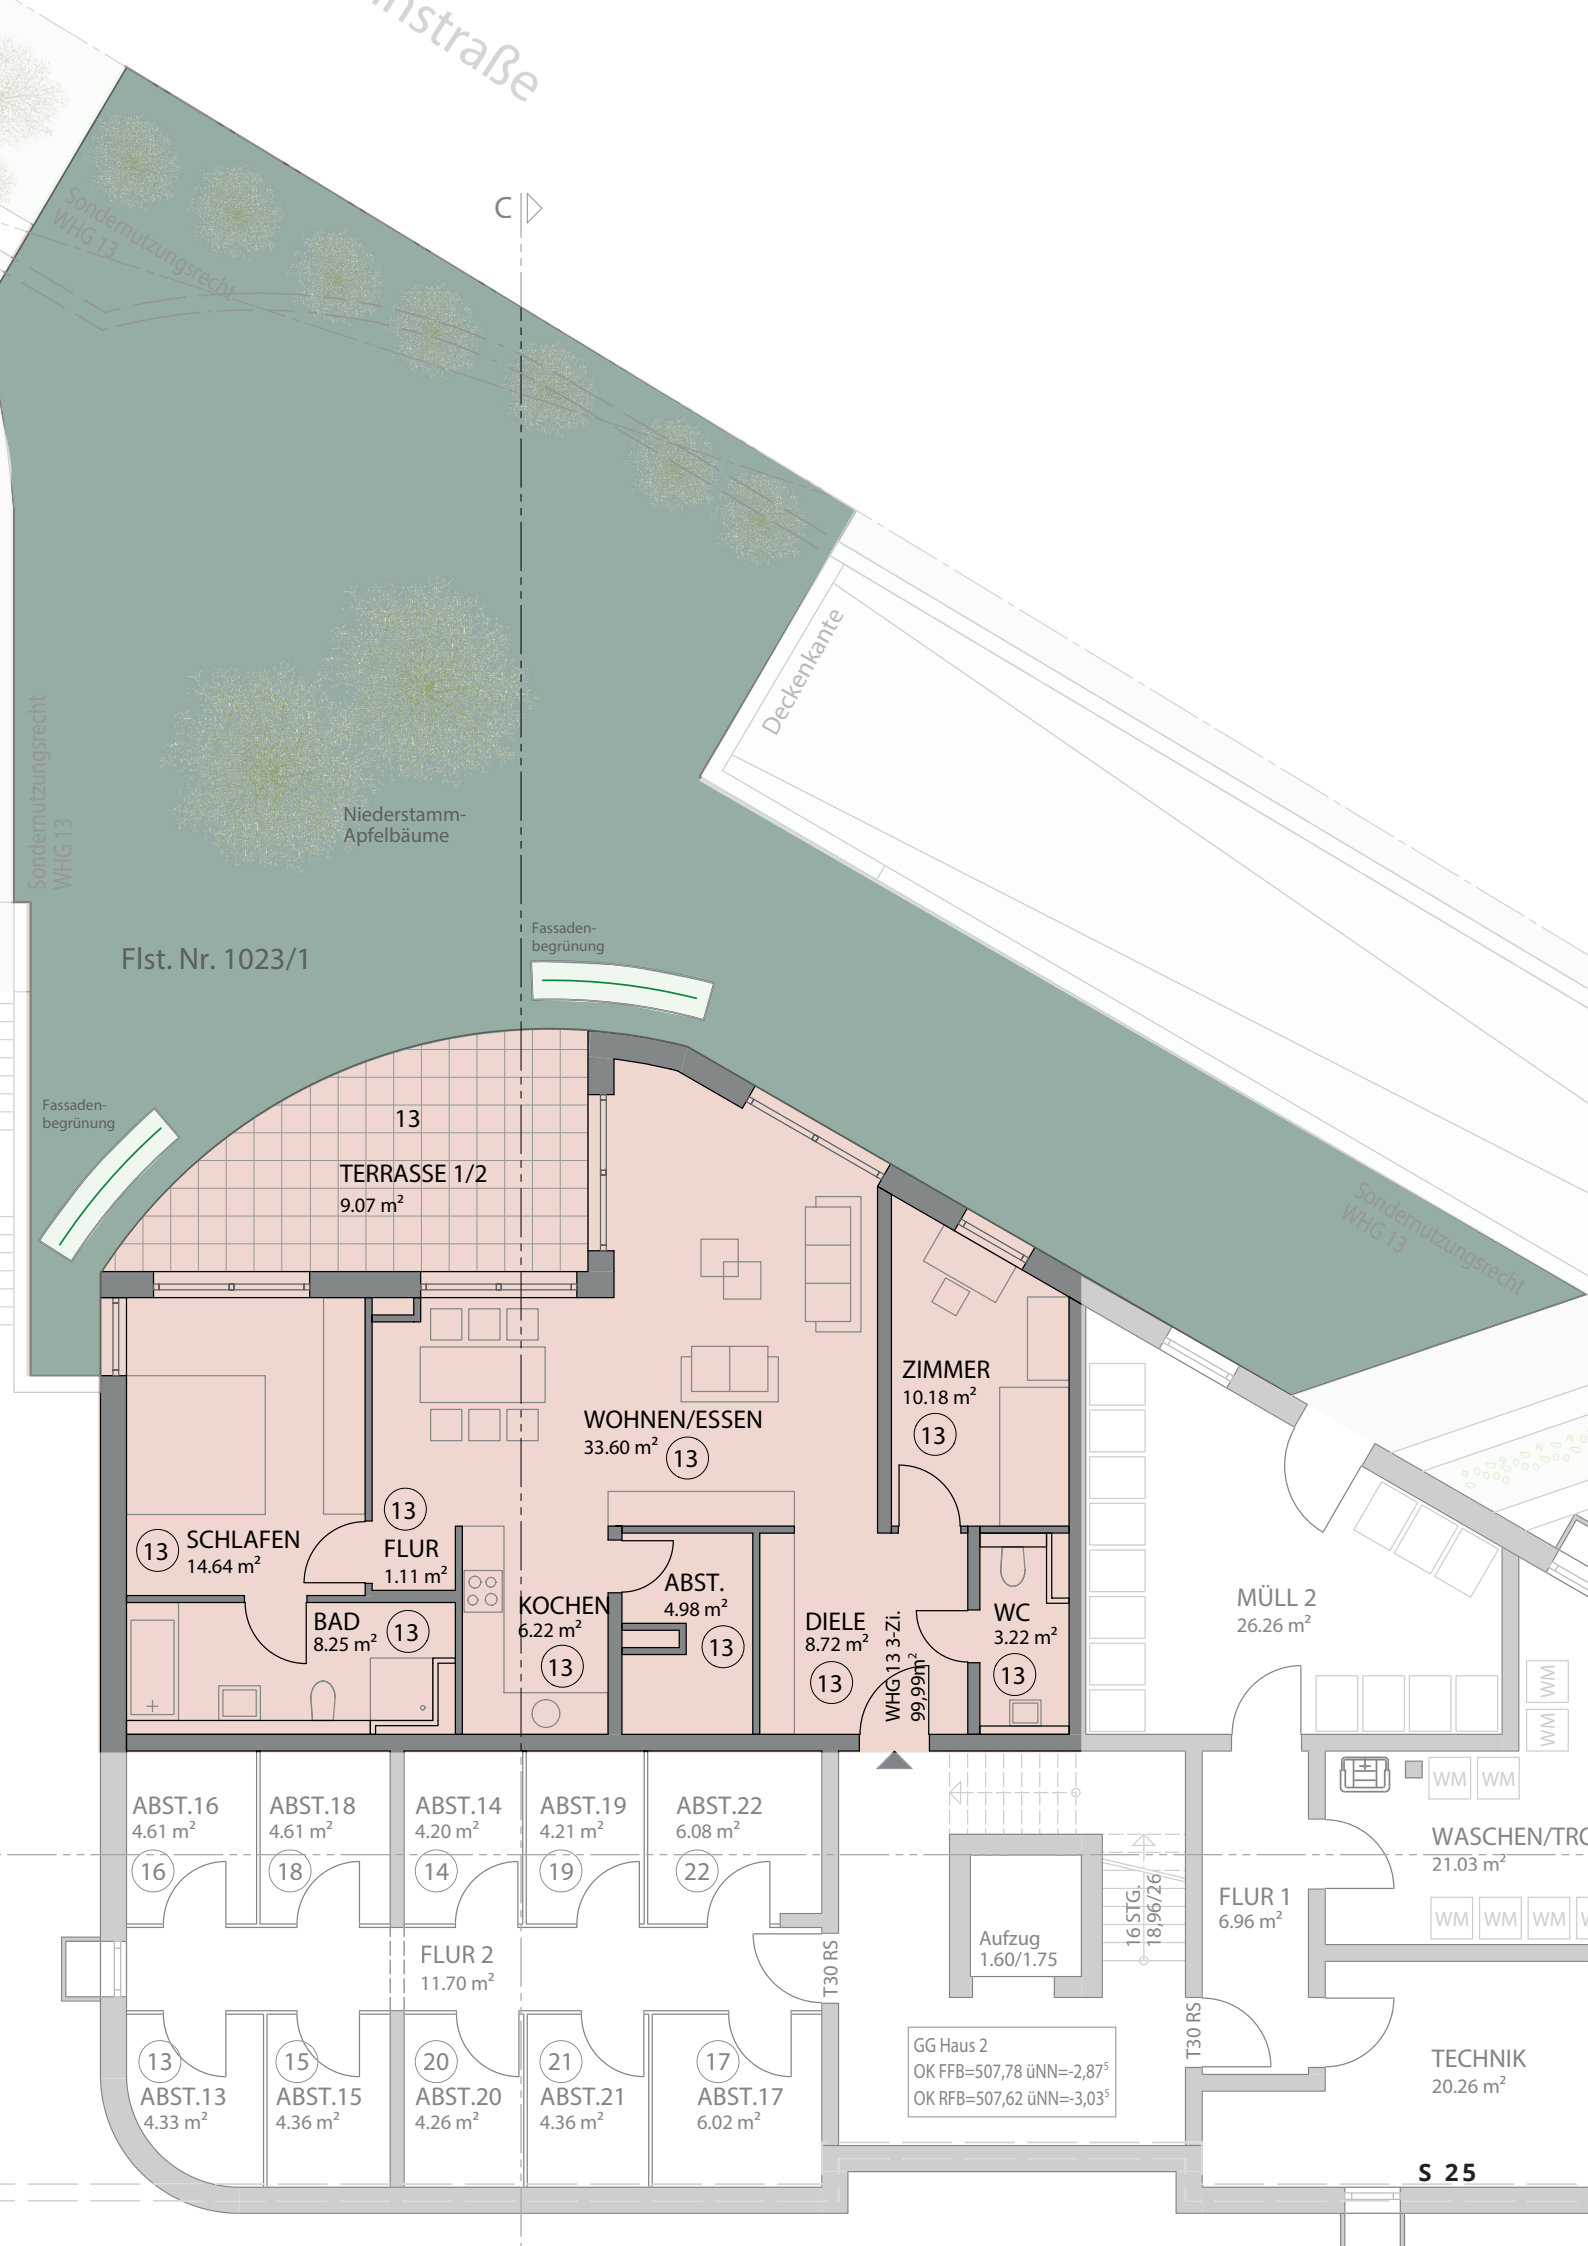 nstraße
Sondernutzungsrecht
WHG 13
C
Deckenkante
Sondernutzungsrecht
WHG 13
Niederstamm-
Apfelbäume
Flst. Nr. 1023/1
Fassaden-
begrünung
Fassaden-
begrünung
13
TERRASSE 1/2
9.07 m²
Sondernutzungsrecht
WHG 13
ZIMMER
10.18 m²
13
WOHNEN/ESSEN
33.60 m²
13
13
SCHLAFEN
14.64 m²
13
FLUR
1.11 m²
BAD
8.25 m²
13
KOCHEN
6.22 m²
13
ABST.
4.98 m²
13
DIELE
8.72 m²
13
WHG 13 3-Zi.
99,99m²
WC
3.22 m²
13
MÜLL 2
26.26 m²
WM
WM
ABST.16
4.61 m²
16
ABST.18
4.61 m²
18
ABST.14
4.20 m²
14
ABST.19
4.21 m²
19
ABST.22
6.08 m²
22
WM
WM
WASCHEN/TRO
21.03 m²
WM
WM
WM
FLUR 1
6.96 m²
16 STG.
18,96/26
Aufzug
1.60/1.75
FLUR 2
11.70 m²
T30 RS
T30 RS
13
ABST.13
4.33 m²
15
ABST.15
4.36 m²
20
ABST.20
4.26 m²
21
ABST.21
4.36 m²
17
ABST.17
6.02 m²
GG Haus 2
OK FFB=507,78 üNN=-2,87⁵
OK RFB=507,62 üNN=-3,03⁵
TECHNIK
20.26 m²
S 25